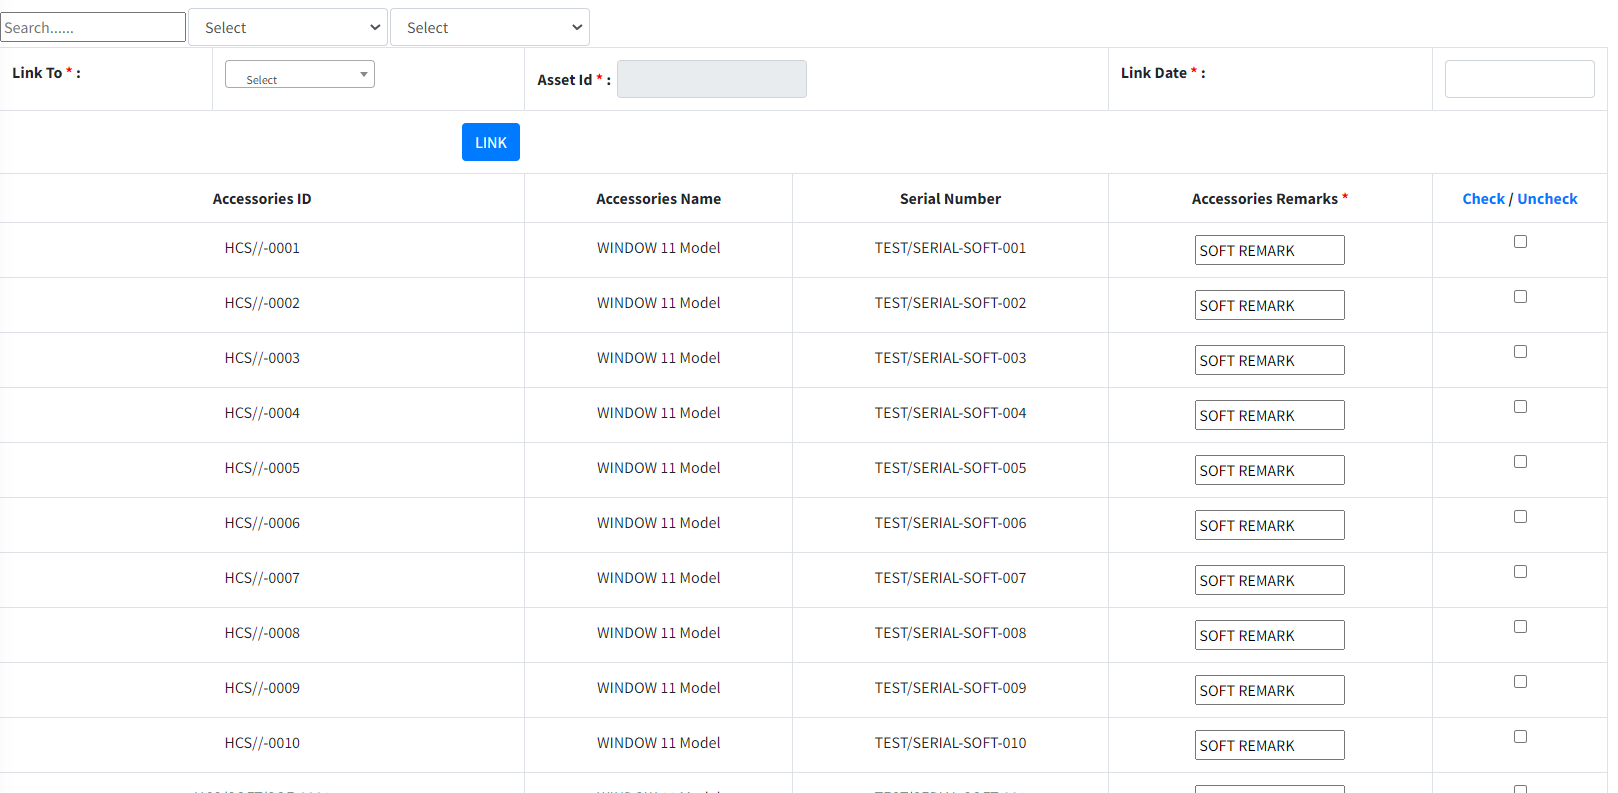 Search...... Select Select
Link To * : Select Asset Id * : Link Date * :
LINK
Accessories ID Accessories Name Serial Number Accessories Remarks * Check / Uncheck
HCS//-0001 WINDOW 11 Model TEST/SERIAL-SOFT-001 SOFT REMARK
HCS//-0002 WINDOW 11 Model TEST/SERIAL-SOFT-002 SOFT REMARK
HCS//-0003 WINDOW 11 Model TEST/SERIAL-SOFT-003 SOFT REMARK
HCS//-0004 WINDOW 11 Model TEST/SERIAL-SOFT-004 SOFT REMARK
HCS//-0005 WINDOW 11 Model TEST/SERIAL-SOFT-005 SOFT REMARK
HCS//-0006 WINDOW 11 Model TEST/SERIAL-SOFT-006 SOFT REMARK
HCS//-0007 WINDOW 11 Model TEST/SERIAL-SOFT-007 SOFT REMARK
HCS//-0008 WINDOW 11 Model TEST/SERIAL-SOFT-008 SOFT REMARK
HCS//-0009 WINDOW 11 Model TEST/SERIAL-SOFT-009 SOFT REMARK
HCS//-0010 WINDOW 11 Model TEST/SERIAL-SOFT-010 SOFT REMARK